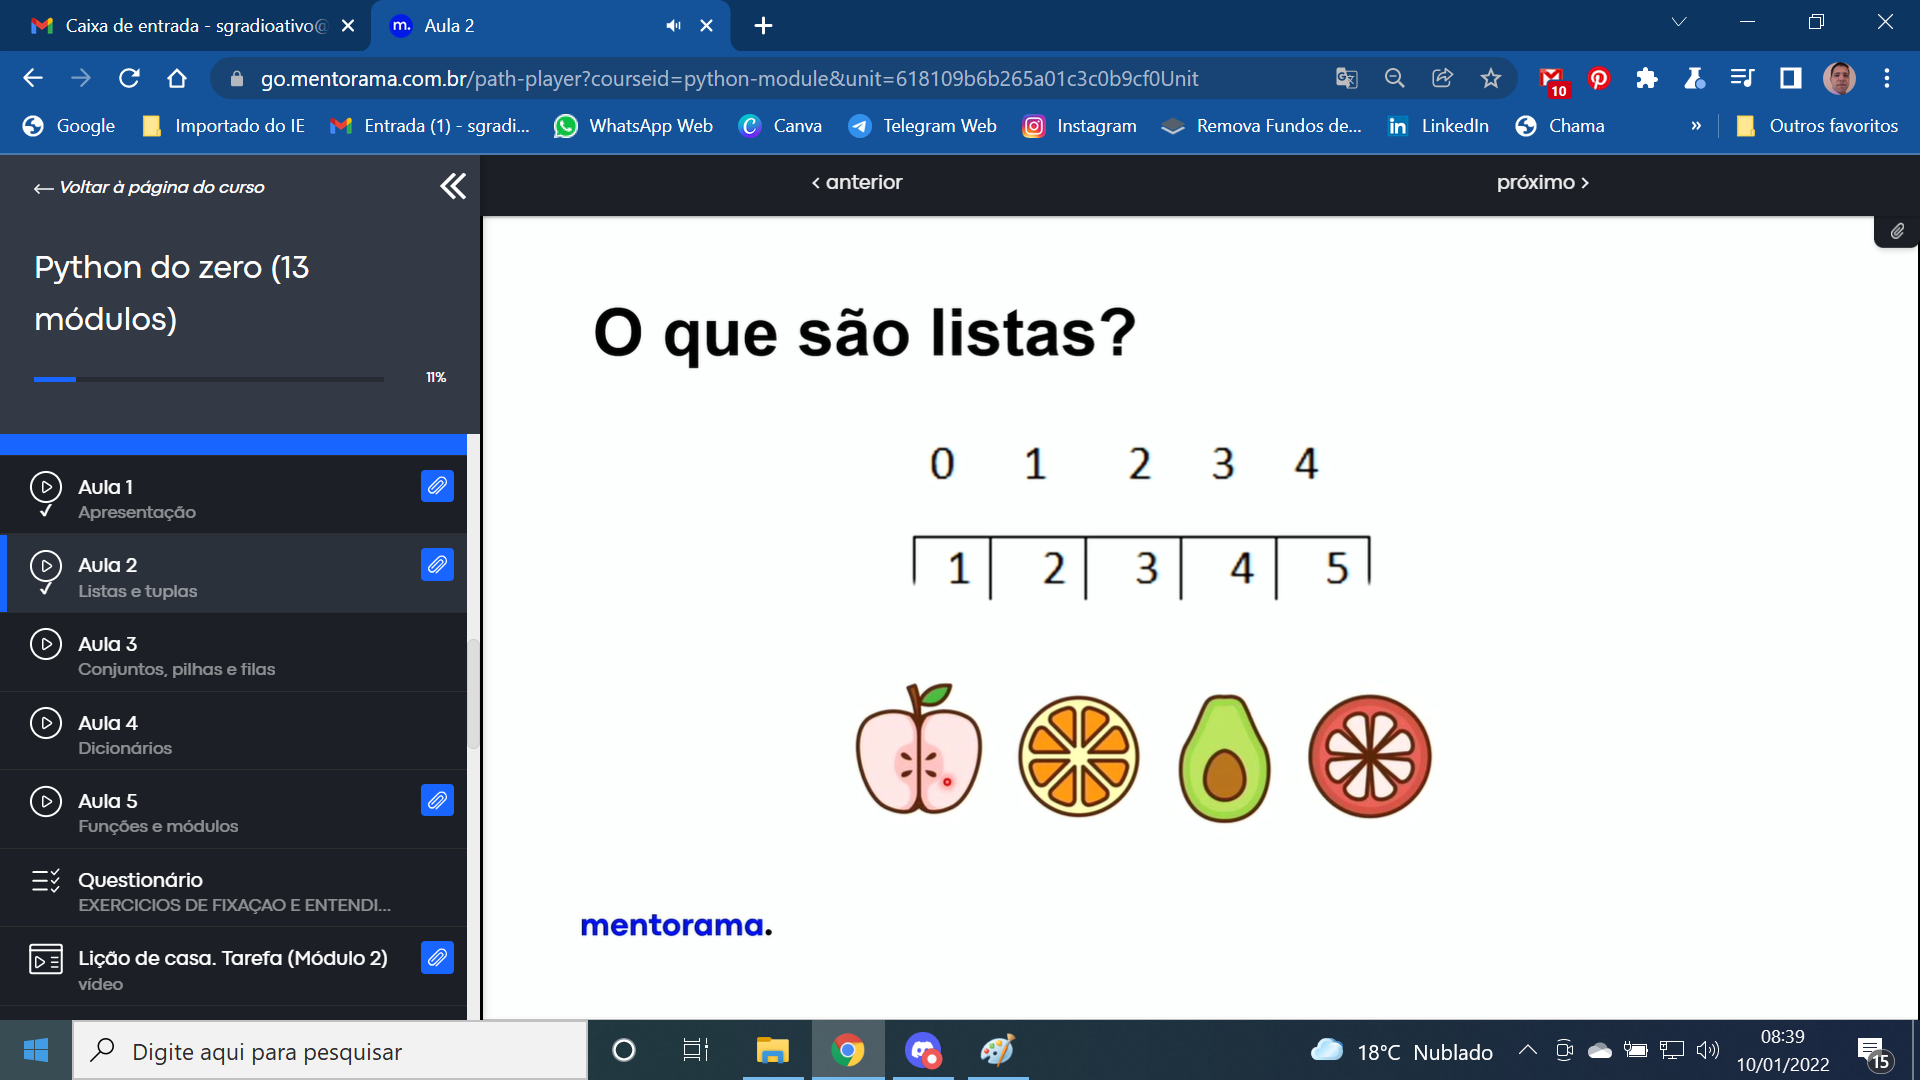 Caixa de entrada - sgradioativo@
Aula 2
go.mentorama.com.br/path-player?courseid=python-module&unit=618109b6b265a01c3c0b9cf0Unit
10
Google
Importado do IE
Entrada (1) - sgradi...
WhatsApp Web
Canva
Telegram Web
Instagram
Remova Fundos de...
LinkedIn
Chama
»
Outros favoritos
← Voltar à página do curso
‹ anterior
próximo ›
Python do zero (13
módulos)
11%
Aula 1
Apresentação
Aula 2
Listas e tuplas
Aula 3
Conjuntos, pilhas e filas
Aula 4
Dicionários
Aula 5
Funções e módulos
Questionário
EXERCICIOS DE FIXAÇAO E ENTENDI...
Lição de casa. Tarefa (Módulo 2)
vídeo
O que são listas?
0 1 2 3 4
1 2 3 4 5
mentorama.
Digite aqui para pesquisar
18°C Nublado
08:39
10/01/2022
15